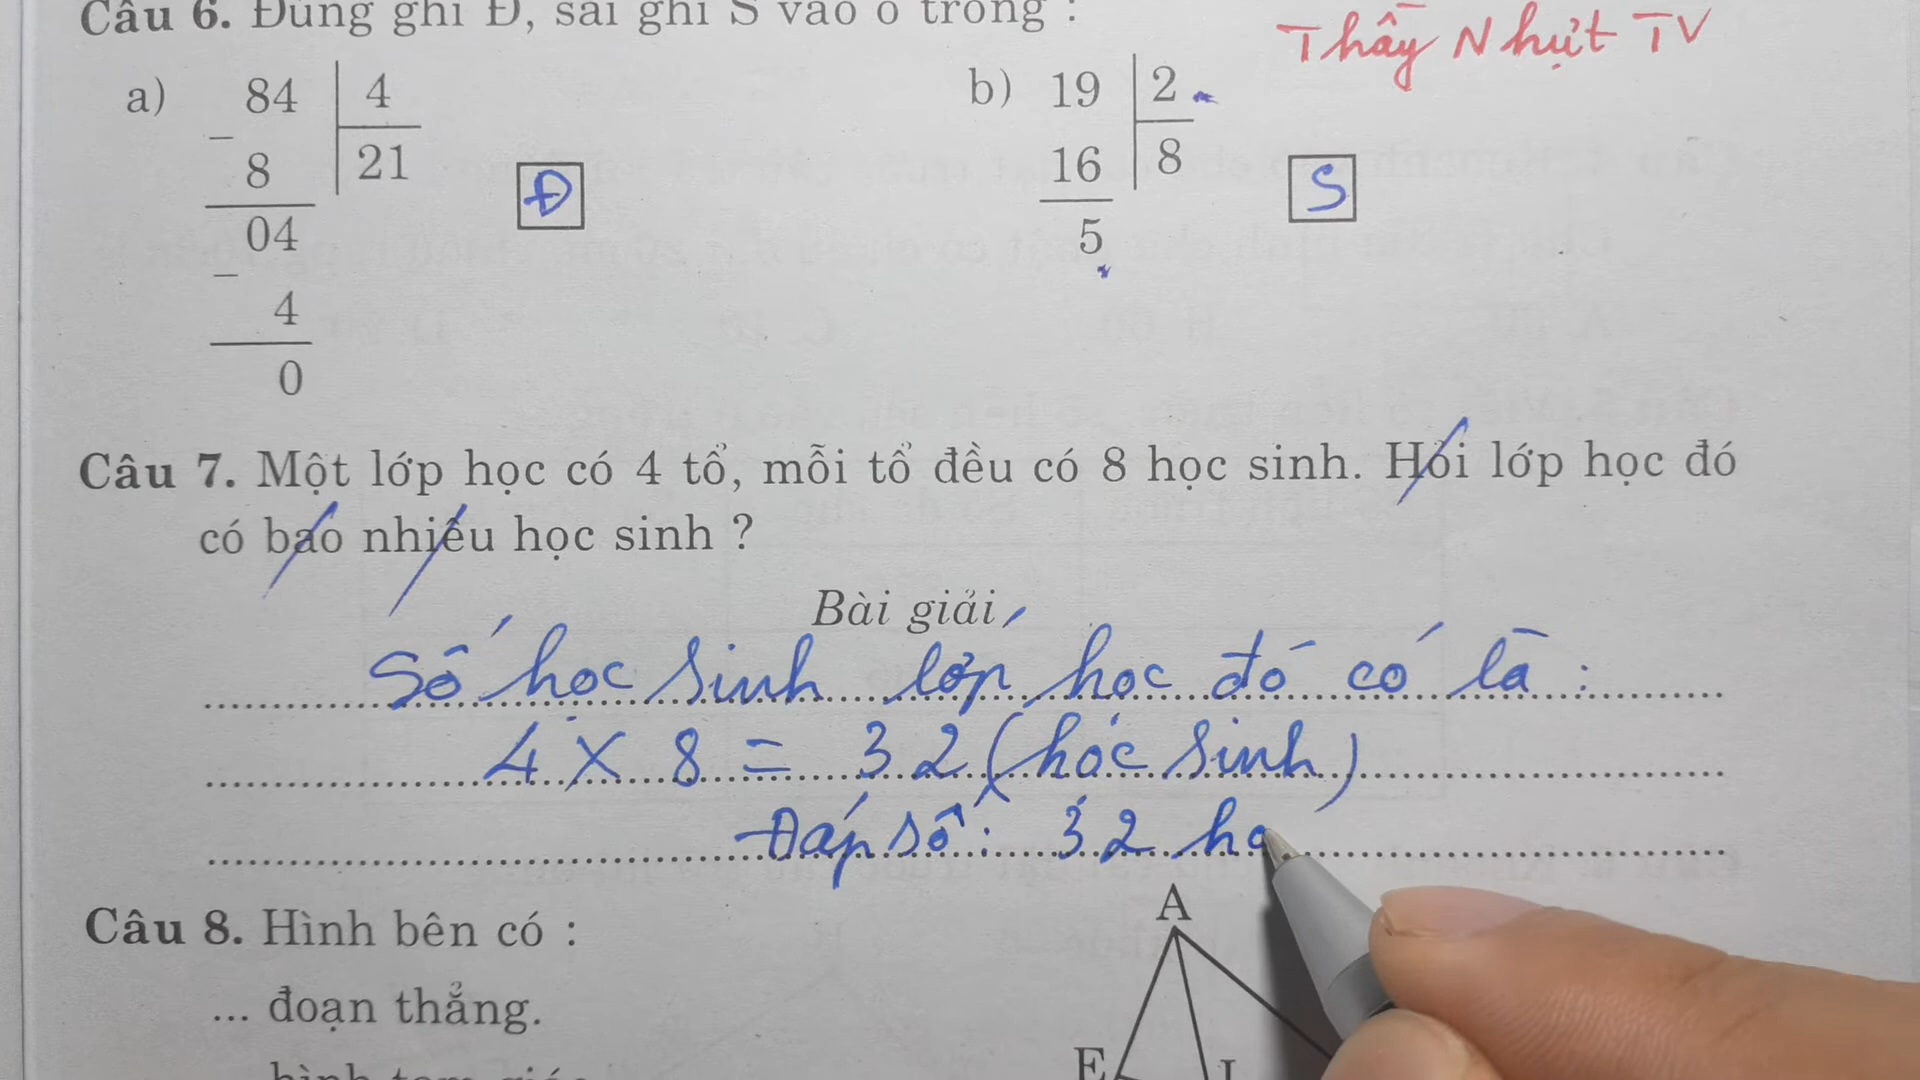 Câu 6. Đúng ghi Đ, sai ghi S vào ô trống :
Thầy Nhựt TV
a) 84 4
− 8 21
Đ
04
− 4
0
b) 19 2
16 8
S
5
Câu 7. Một lớp học có 4 tổ, mỗi tổ đều có 8 học sinh. Hỏi lớp học đó
có bao nhiêu học sinh ?
Bài giải
Số học sinh lớp học đó có là :
4 x 8 = 32 (học sinh)
Đáp số : 32 họ
Câu 8. Hình bên có :
... đoạn thẳng.
A
E
I